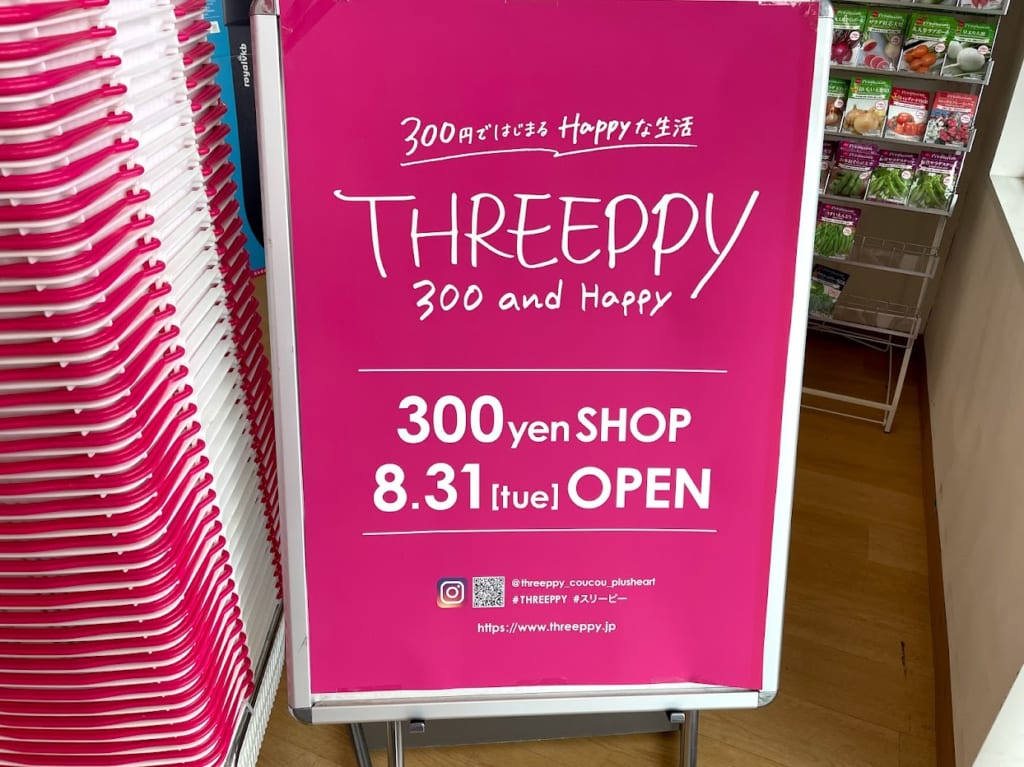 royalvkb
300円ではじまる Happyな生活
THREEPPY
300 and Happy
300yen SHOP
8.31[tue] OPEN
@threeppy_coucou_plusheart
#THREEPPY #スリーピー
https://www.threeppy.jp